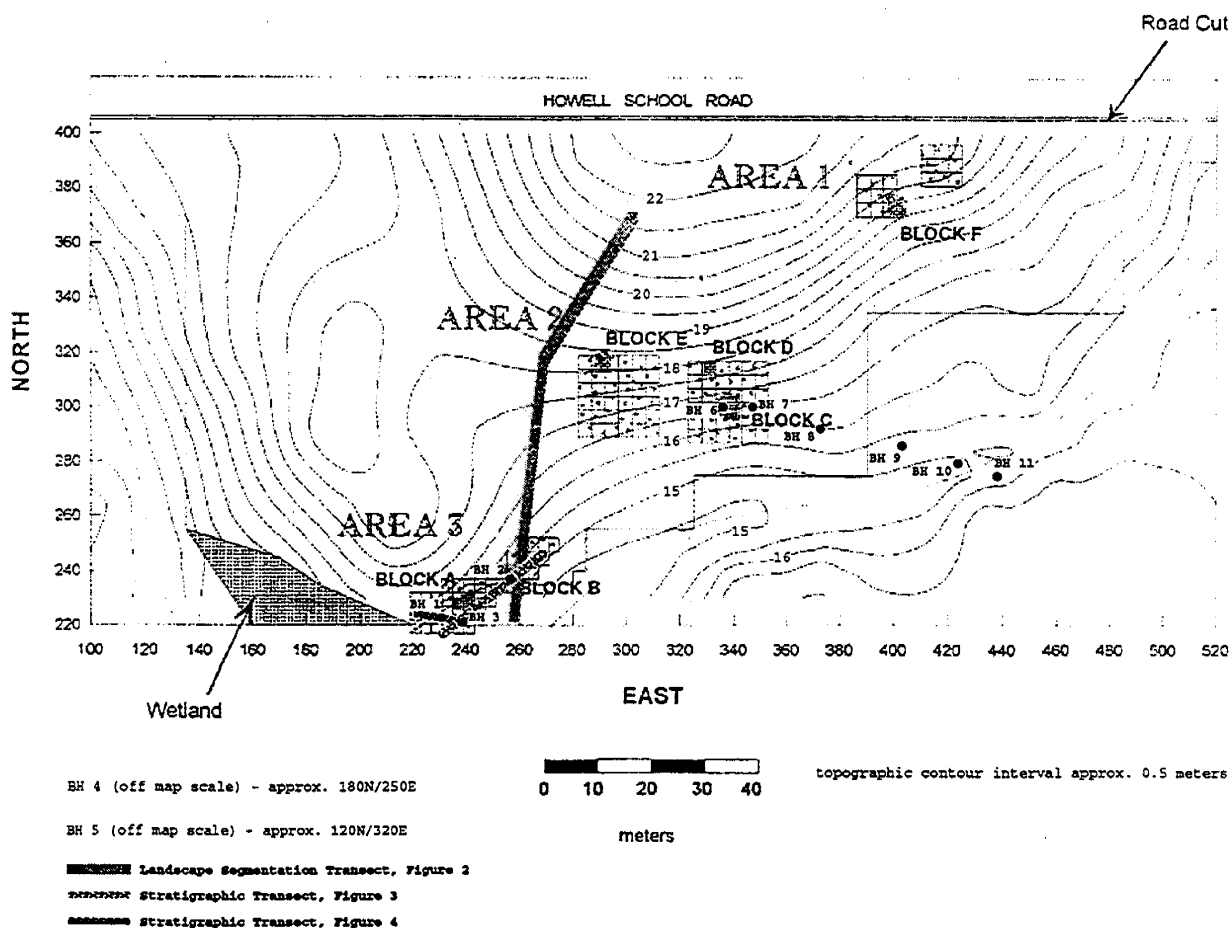 Road Cut
HOWELL SCHOOL ROAD
400
380
360
340
320
300
280
260
240
220
NORTH
AREA 1
22
21
20
19
18
17
16
15
15
16
BLOCK F
AREA 2
BLOCK E
BLOCK D
BH 6
BH 7
BLOCK C
BH 8
BH 9
BH 10
BH 11
AREA 3
BLOCK A
BH 2
BLOCK B
BH 1
BH 3
100 120 140 160 180 200 220 240 260 280 300 320 340 360 380 400 420 440 460 480 500 520
EAST
Wetland
BH 4 (off map scale) - approx. 180N/250E
BH 5 (off map scale) - approx. 120N/320E
0 10 20 30 40
meters
topographic contour interval approx. 0.5 meters
Landscape Segmentation Transect, Figure 2
Stratigraphic Transect, Figure 3
Stratigraphic Transect, Figure 4